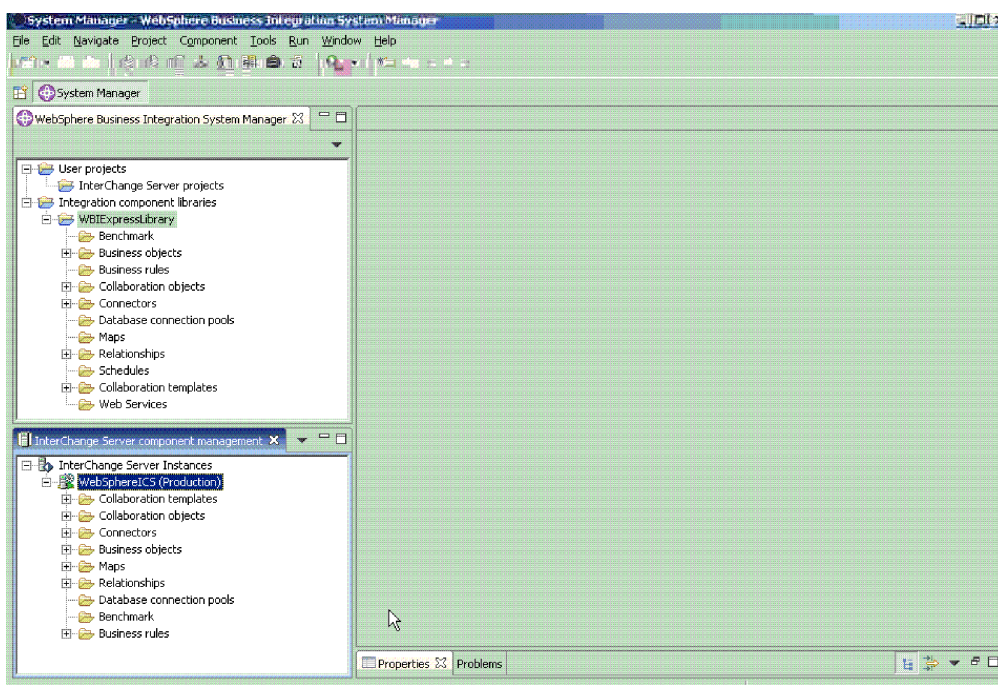 System Manager - WebSphere Business Integration System Manager
File Edit Navigate Project Component Tools Run Window Help
System Manager
WebSphere Business Integration System Manager
User projects
InterChange Server projects
Integration component libraries
WBIExpressLibrary
Benchmark
Business objects
Business rules
Collaboration objects
Connectors
Database connection pools
Maps
Relationships
Schedules
Collaboration templates
Web Services
InterChange Server component management
InterChange Server Instances
WebSphereICS (Production)
Collaboration templates
Collaboration objects
Connectors
Business objects
Maps
Relationships
Database connection pools
Benchmark
Business rules
Properties Problems